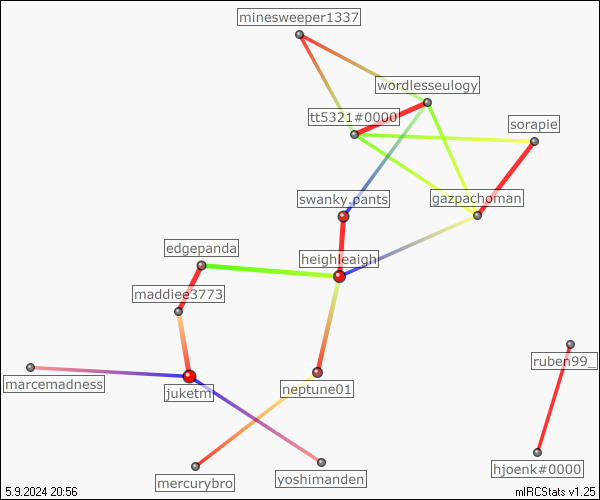 minesweeper1337
wordlesseulogy
tt5321#0000
sorapie
swanky.pants
gazpachoman
edgepanda
heighleaigh
maddiee3773
ruben99_
marcemadness
juketm
neptune01
hjoenk#0000
mercurybro
yoshimanden
5.9.2024 20:56
mIRCStats v1.25